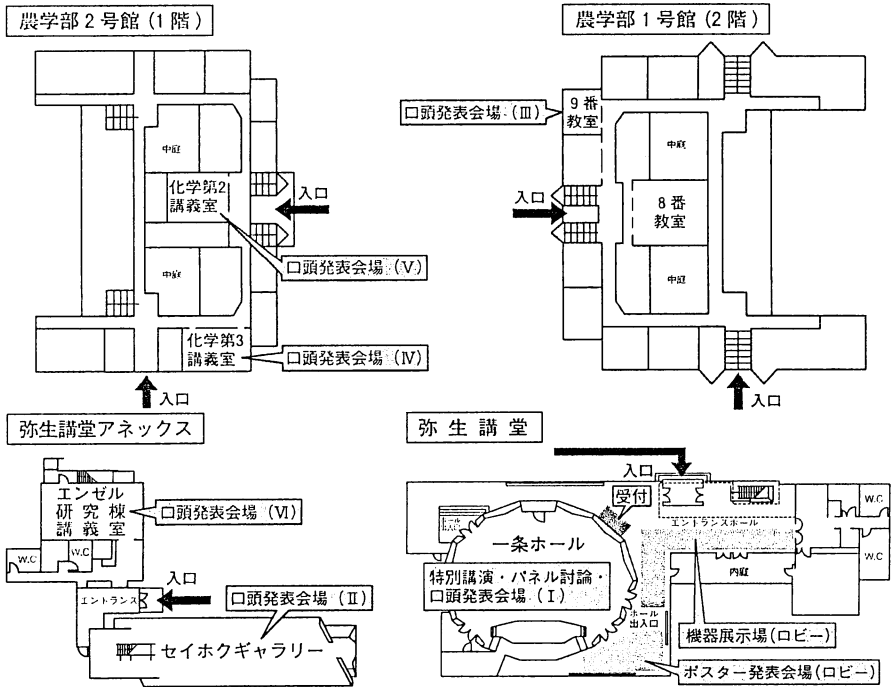 農学部2号館(1階)
中庭
化学第2
講義室
入口
口頭発表会場(Ⅴ)
中庭
化学第3
講義室
口頭発表会場(Ⅳ)
入口
農学部1号館(2階)
口頭発表会場(Ⅲ)
9番
教室
中庭
入口
8番
教室
中庭
入口
弥生講堂アネックス
エンゼル
研究棟
講義室
口頭発表会場(Ⅵ)
W.C
W.C
入口
エントランス
口頭発表会場(Ⅱ)
セイホクギャラリー
弥生講堂
入口
受付
W.C
エントランスホール
一条ホール
W.C
内庭
特別講演・パネル討論・
口頭発表会場(Ⅰ)
ホール
出入口
機器展示場(ロビー)
ポスター発表会場(ロビー)